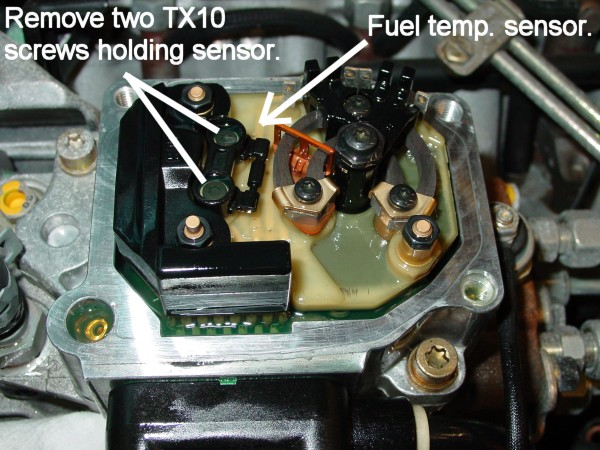 Remove two TX10
screws holding sensor.
Fuel temp. sensor.